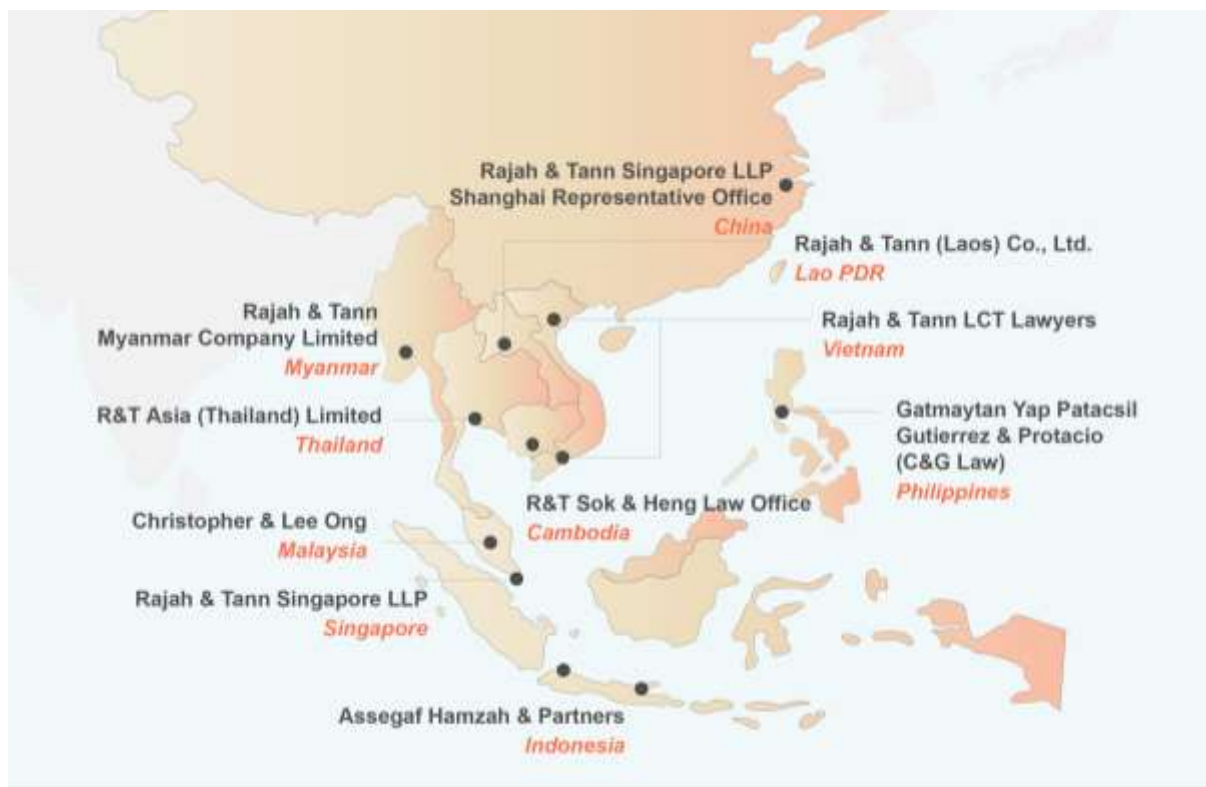 Rajah & Tann Singapore LLP
Shanghai Representative Office
China
Rajah & Tann (Laos) Co., Ltd.
Lao PDR
Rajah & Tann
Myanmar Company Limited
Myanmar
Rajah & Tann LCT Lawyers
Vietnam
R&T Asia (Thailand) Limited
Thailand
Gatmaytan Yap Patacsil
Gutierrez & Protacio
(C&G Law)
Philippines
R&T Sok & Heng Law Office
Cambodia
Christopher & Lee Ong
Malaysia
Rajah & Tann Singapore LLP
Singapore
Assegaf Hamzah & Partners
Indonesia